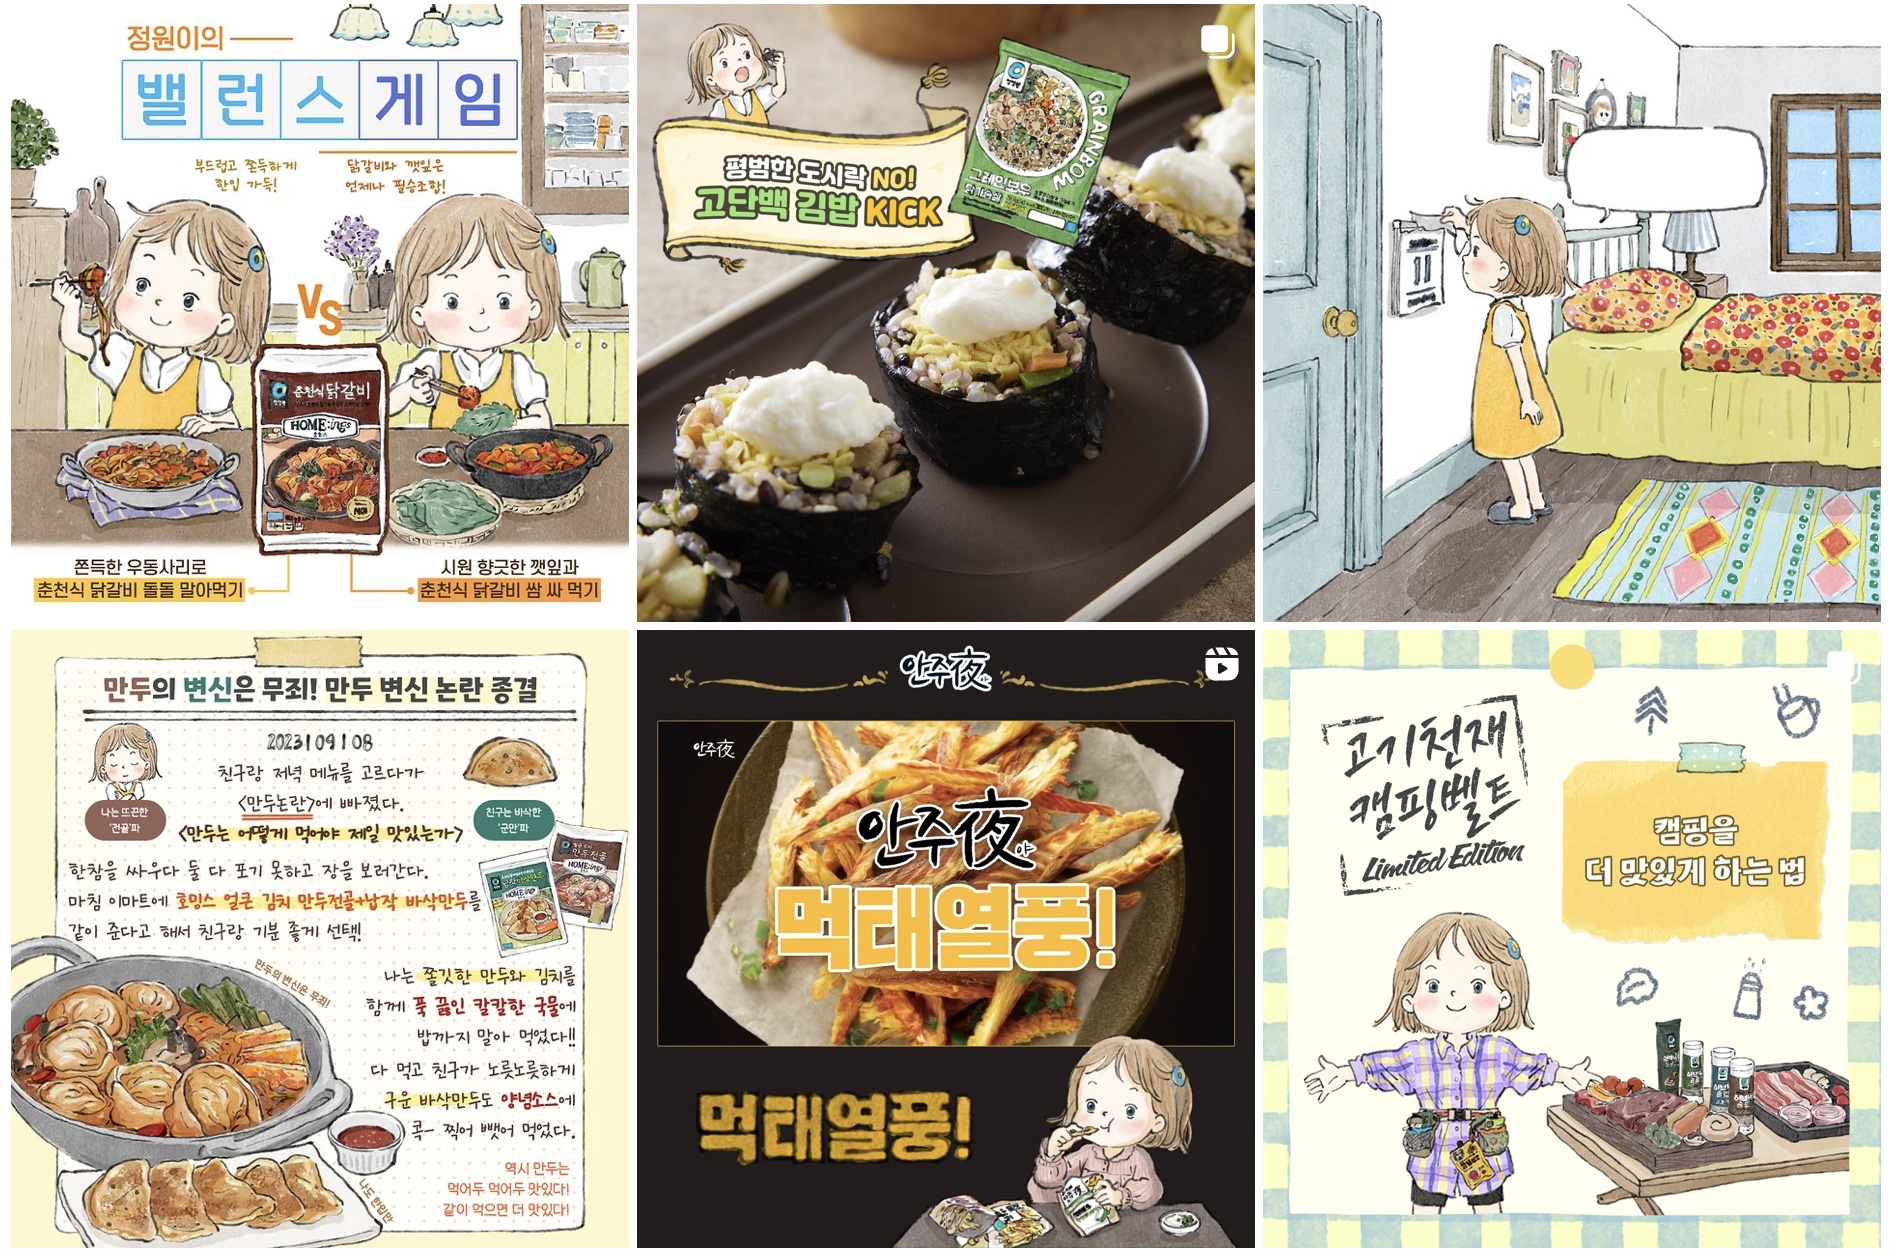 정원이의
밸런스게임
부드럽고 쫀득하게
한입 가득!
닭갈비와 깻잎은
언제나 필승조합!
VS
춘천식 닭갈비
HOME:ings
호밍스
쫀득한 우동사리로
춘천식 닭갈비 돌돌 말아먹기
시원 향긋한 깻잎과
춘천식 닭갈비 쌈 싸 먹기
평범한 도시락 NO!
고단백 김밥 KICK
GRAINBOW
그레인보우
만두의 변신은 무죄! 만두 변신 논란 종결
2023 | 09 | 08
친구랑 저녁 메뉴를 고르다가
<만두논란>에 빠졌다.
<만두는 어떻게 먹어야 제일 맛있는가>
나는 뜨끈한
'전골'파
친구는 바삭한
'군만'파
한참을 싸우다 둘 다 포기 못하고 장을 보러간다.
마침 이마트에 호밍스 얼큰 김치 만두전골+납작 바삭만두를
같이 준다고 해서 친구랑 기분 좋게 선택!
만두전골
HOME:ings
HOME:ings
만두의 변신은 무죄!
나는 쫄깃한 만두와 김치를
함께 푹 끓인 칼칼한 국물에
밥까지 말아 먹었다!!
다 먹고 친구가 노릇노릇하게
구운 바삭만두도 양념소스에
콕- 찍어 뺏어 먹었다.
나도 한입만
역시 만두는
먹어두 먹어두 맛있다!
같이 먹으면 더 맛있다!
안주夜
안주夜
안주夜
야
먹태열풍!
먹태열풍!
고기천재
캠핑벨트
Limited Edition
캠핑을
더 맛있게 하는 법